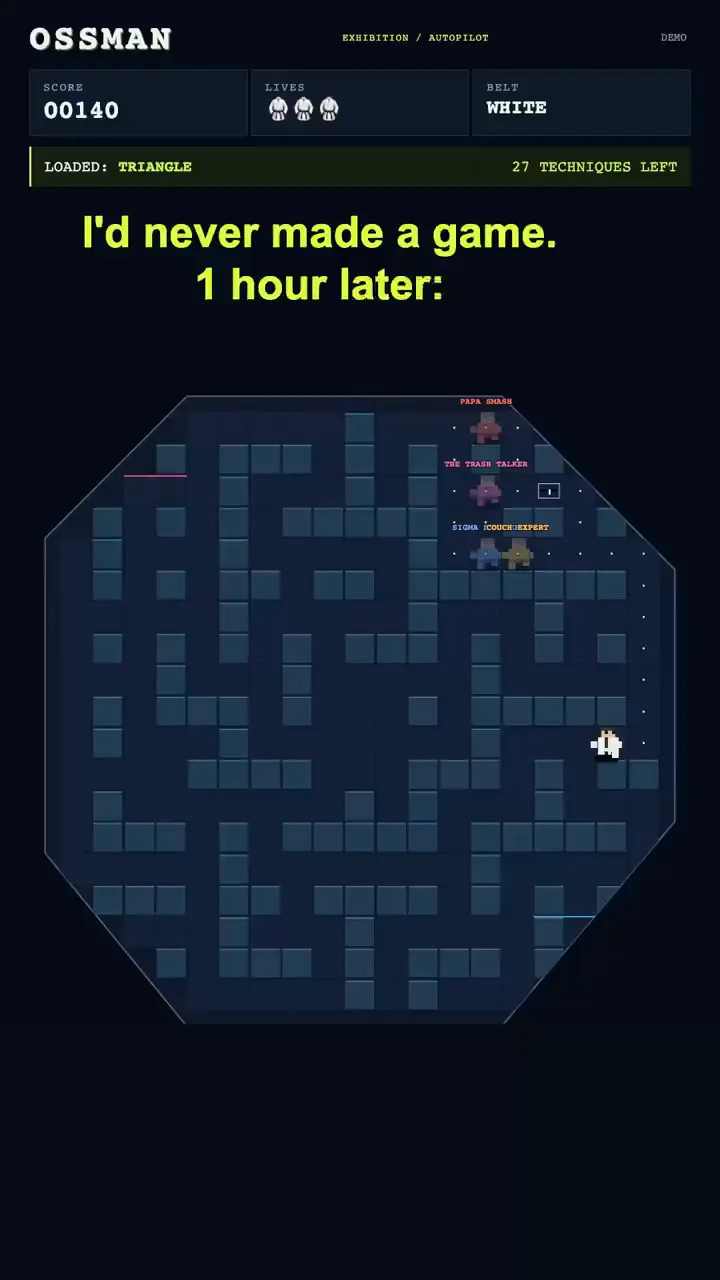 OSSMAN
EXHIBITION / AUTOPILOT
DEMO
SCORE
00140
LIVES
BELT
WHITE
LOADED: TRIANGLE
27 TECHNIQUES LEFT
I'd never made a game.
1 hour later:
PAPA SMASH
THE TRASH TALKER
SIGMA
COUCH EXPERT